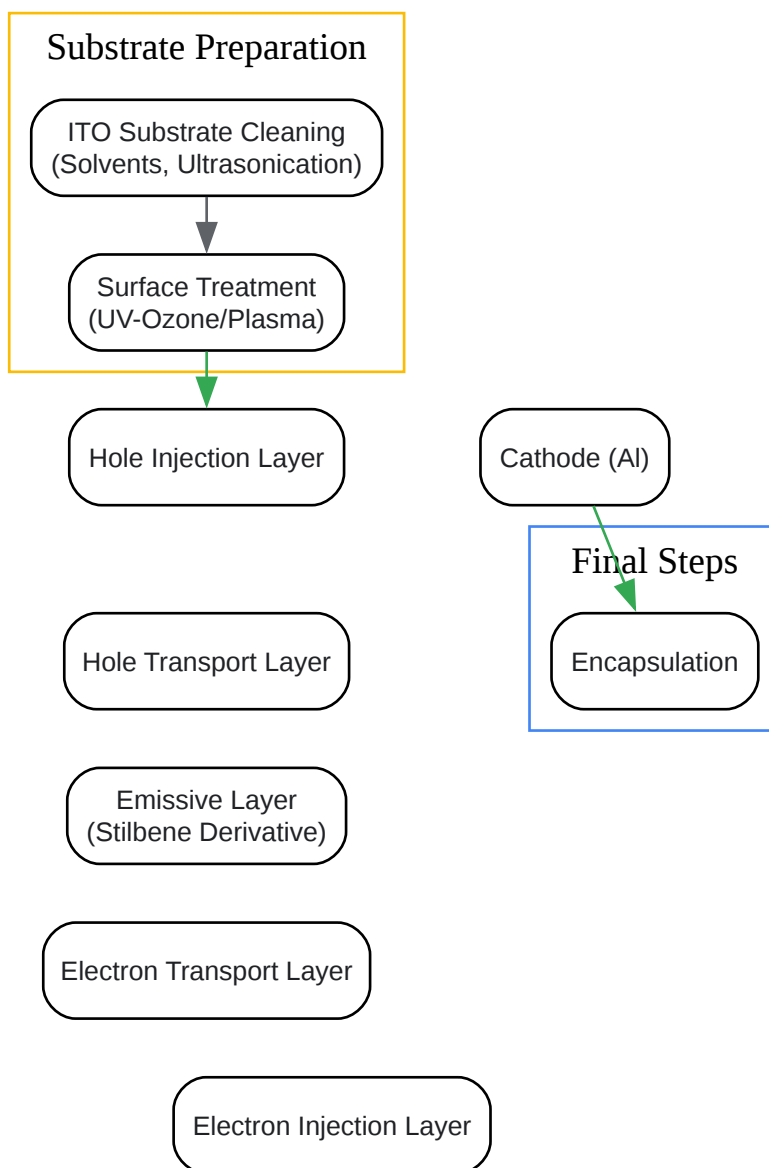 Substrate Preparation
ITO Substrate Cleaning
(Solvents, Ultrasonication)
Surface Treatment
(UV-Ozone/Plasma)
Hole Injection Layer
Cathode (Al)
Final Steps
Hole Transport Layer
Encapsulation
Emissive Layer
(Stilbene Derivative)
Electron Transport Layer
Electron Injection Layer